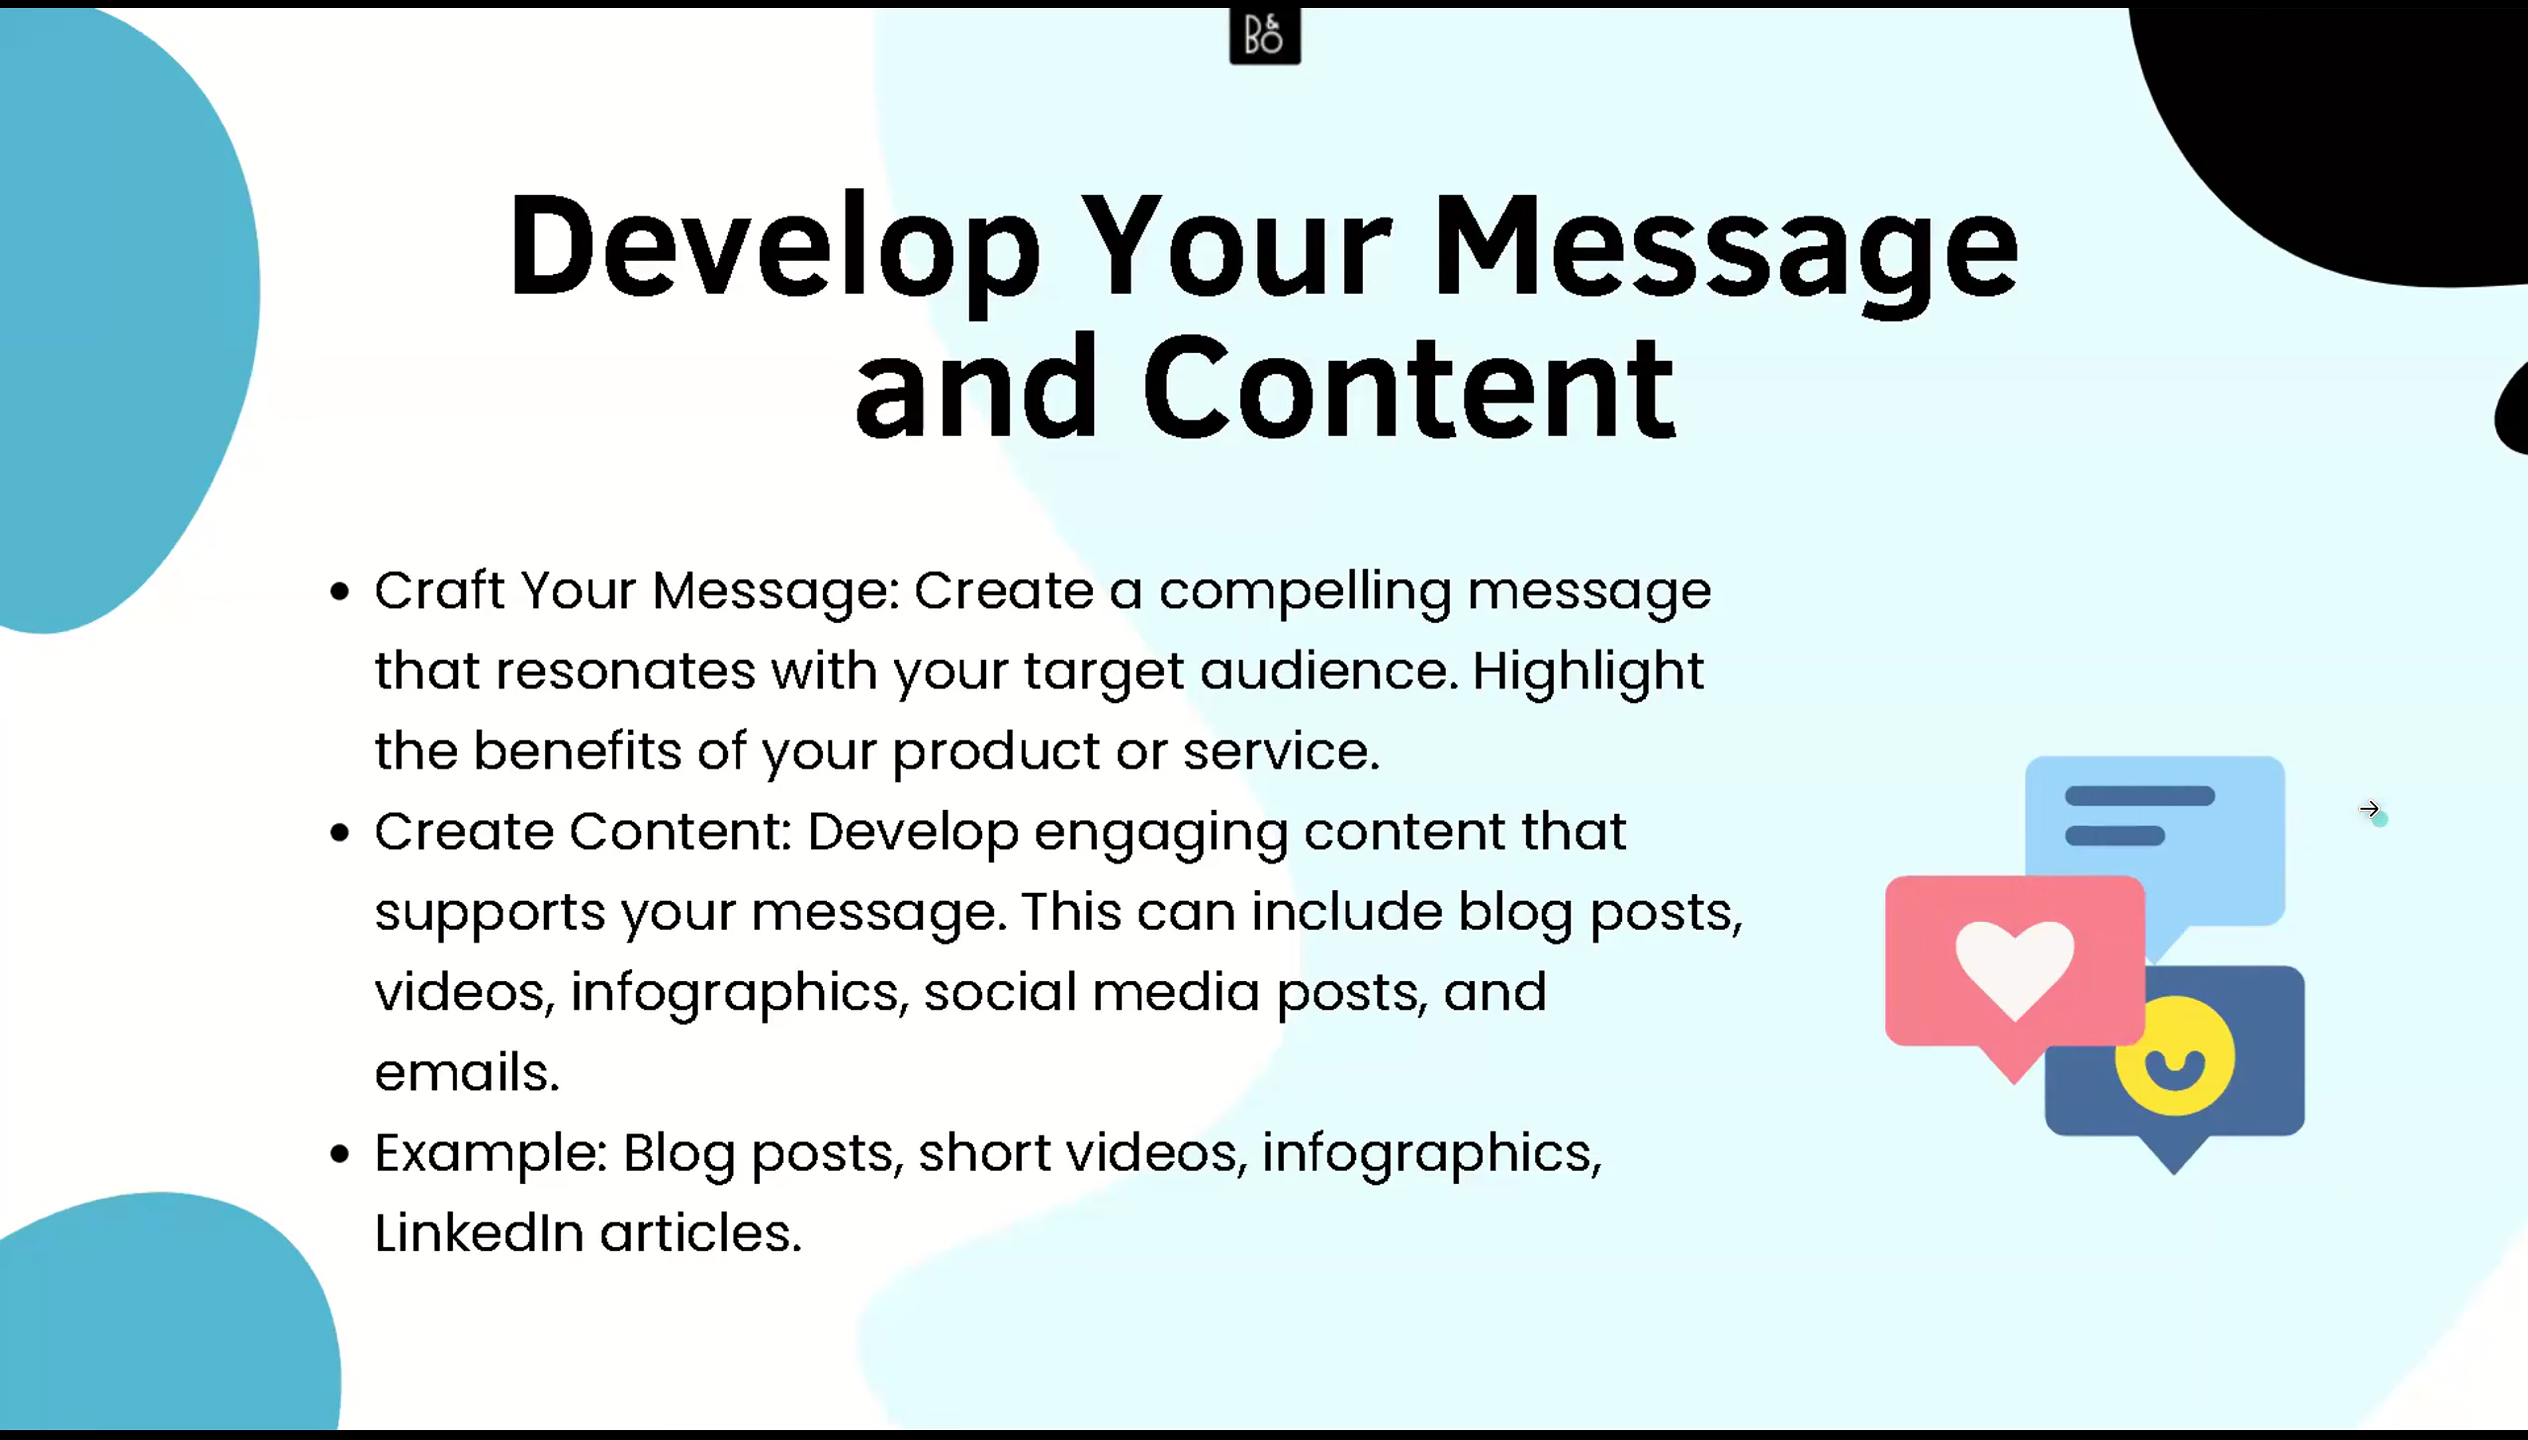 B&O
Develop Your Message
and Content
• Craft Your Message: Create a compelling message
that resonates with your target audience. Highlight
the benefits of your product or service.
• Create Content: Develop engaging content that
supports your message. This can include blog posts,
videos, infographics, social media posts, and
emails.
• Example: Blog posts, short videos, infographics,
LinkedIn articles.